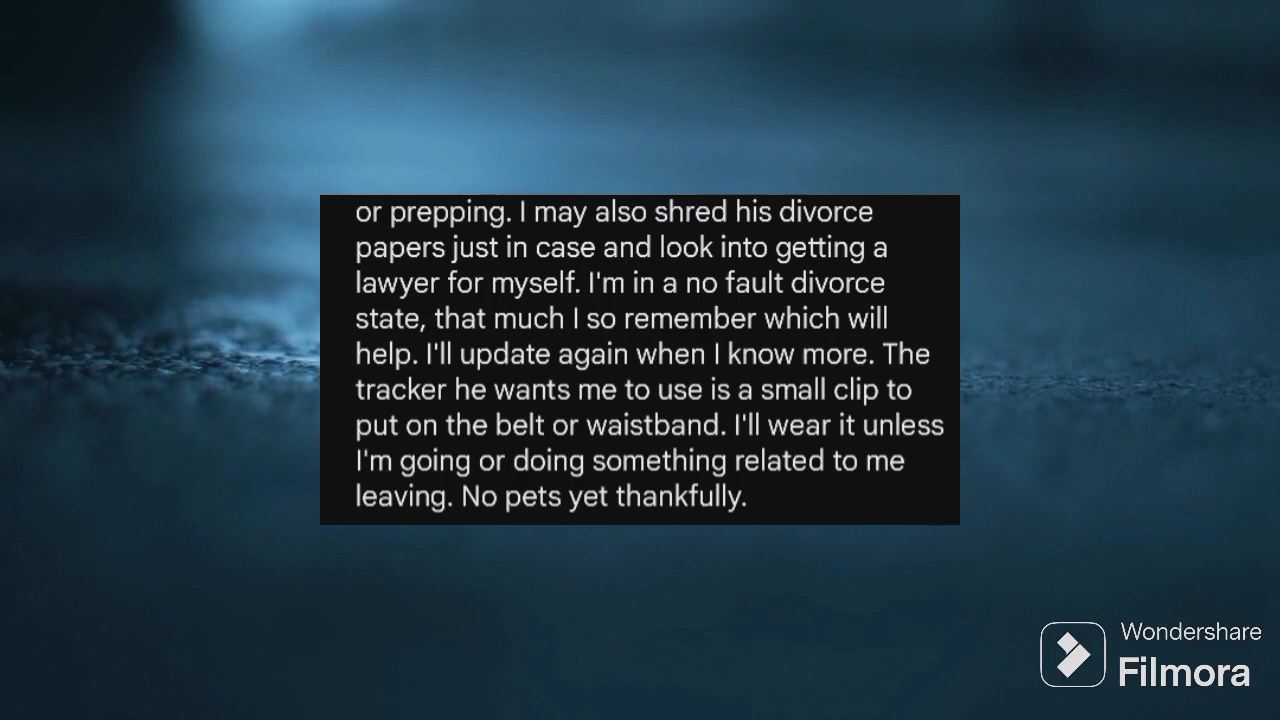 or prepping. I may also shred his divorce
papers just in case and look into getting a
lawyer for myself. I'm in a no fault divorce
state, that much I so remember which will
help. I'll update again when I know more. The
tracker he wants me to use is a small clip to
put on the belt or waistband. I'll wear it unless
I'm going or doing something related to me
leaving. No pets yet thankfully.
Wondershare
Filmora